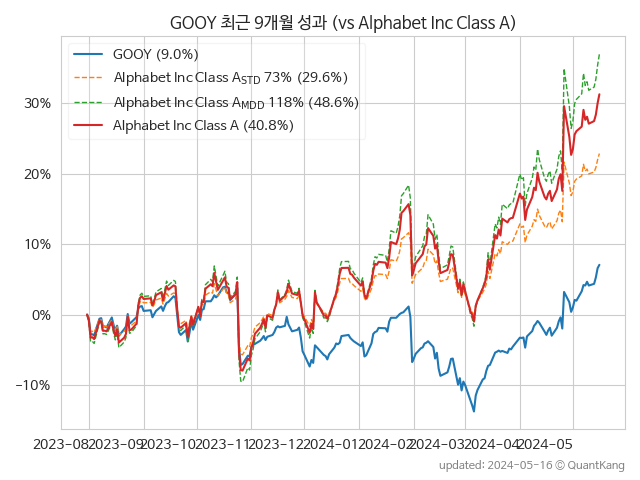 GOOY 최근 9개월 성과 (vs Alphabet Inc Class A)
GOOY (9.0%)
Alphabet Inc Class A STD 73% (29.6%)
Alphabet Inc Class A MDD 118% (48.6%)
Alphabet Inc Class A (40.8%)
30%
20%
10%
0%
−10%
2023-08 2023-09 2023-10 2023-11 2023-12 2024-01 2024-02 2024-03 2024-04 2024-05
updated: 2024-05-16 ⓒ QuantKang